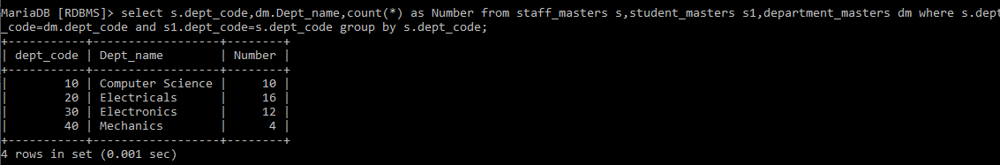 MariaDB [RDBMS]> select s.dept_code,dm.Dept_name,count(*) as Number from staff_masters s,student_masters s1,department_masters dm where s.dept
_code=dm.dept_code and s1.dept_code=s.dept_code group by s.dept_code;
+-----------+------------------+--------+
| dept_code | Dept_name        | Number |
+-----------+------------------+--------+
|        10 | Computer Science |     10 |
|        20 | Electricals      |     16 |
|        30 | Electronics      |     12 |
|        40 | Mechanics        |      4 |
+-----------+------------------+--------+
4 rows in set (0.001 sec)